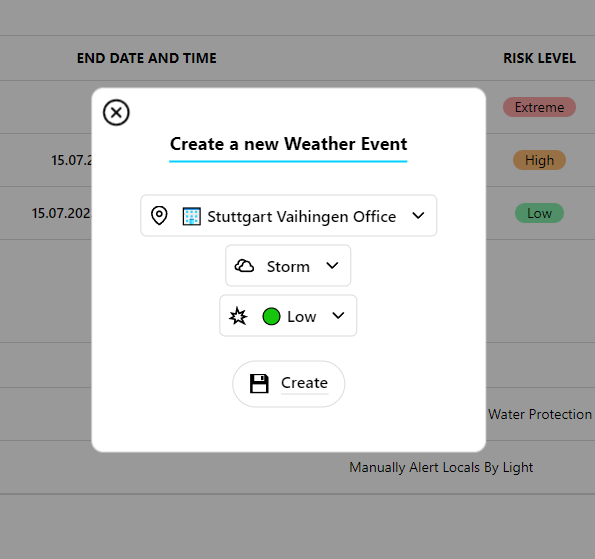 END DATE AND TIME RISK LEVEL
Extreme
Create a new Weather Event
15.07.2 High
Stuttgart Vaihingen Office
15.07.202 Low
Storm
Low
Create
Water Protection
Manually Alert Locals By Light